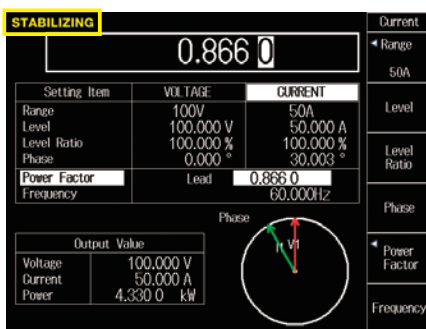 STABILIZING
Current
0.866 0
Range
50A
Setting Item VOLTAGE CURRENT
Range 100V 50A
Level 100.000 V 50.000 A
Level
Level Ratio 100.000 % 100.000 %
Level Ratio
Phase 0.000 ° 30.003 °
Power Factor Lead 0.866 0
Frequency 60.000Hz
Phase
Phase
V1
Output Value
Voltage 100.000 V
Current 50.000 A
Power 4.330 0 kW
Power
Factor
Frequency